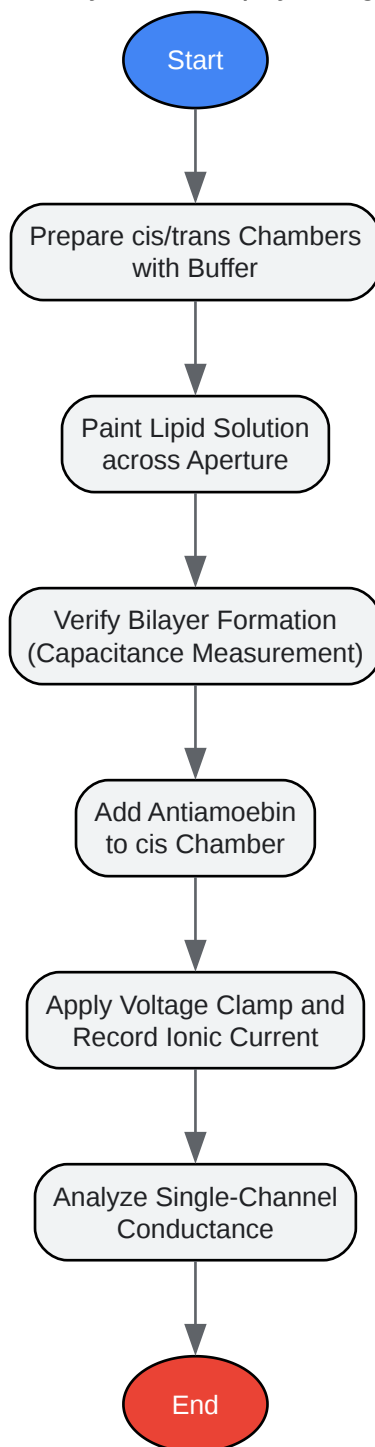 Start
Prepare cis/trans Chambers
with Buffer
Paint Lipid Solution
across Aperture
Verify Bilayer Formation
(Capacitance Measurement)
Add Antiamoebin
to cis Chamber
Apply Voltage Clamp and
Record Ionic Current
Analyze Single-Channel
Conductance
End